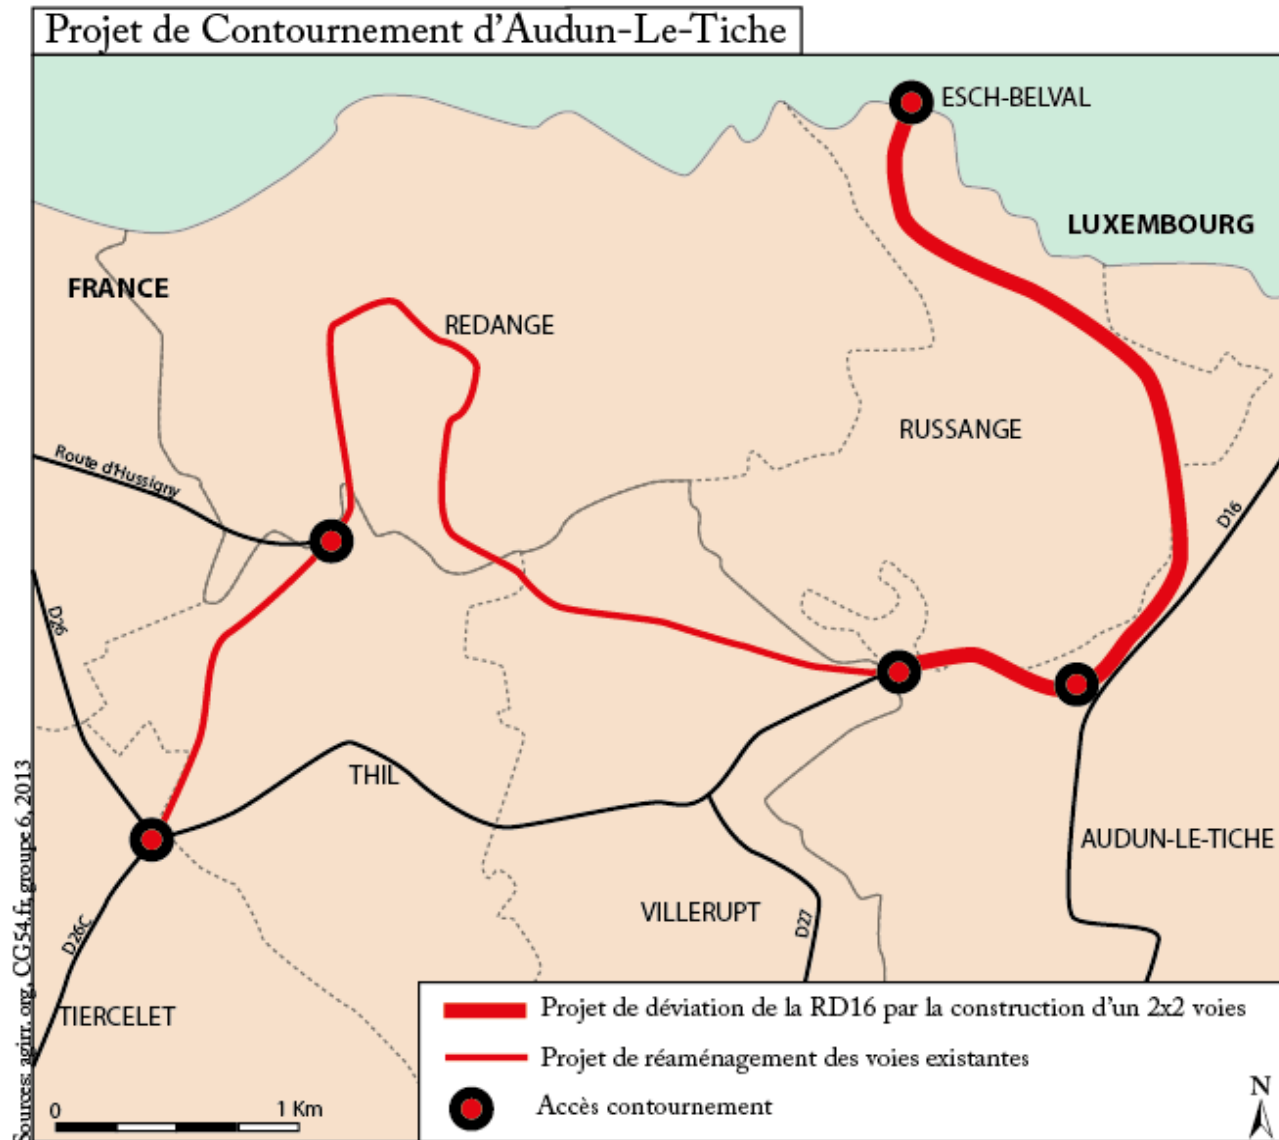 Projet de Contournement d'Audun-Le-Tiche
ESCH-BELVAL
LUXEMBOURG
FRANCE
REDANGE
RUSSANGE
Route d'Hussigny
D16
D26
THIL
AUDUN-LE-TICHE
VILLERUPT
D27
D26C
TIERCELET
Sources: agirr. org, CG54.fr, groupe 6, 2013
Projet de déviation de la RD16 par la construction d'un 2x2 voies
Projet de réaménagement des voies existantes
Accès contournement
0 1 Km
N